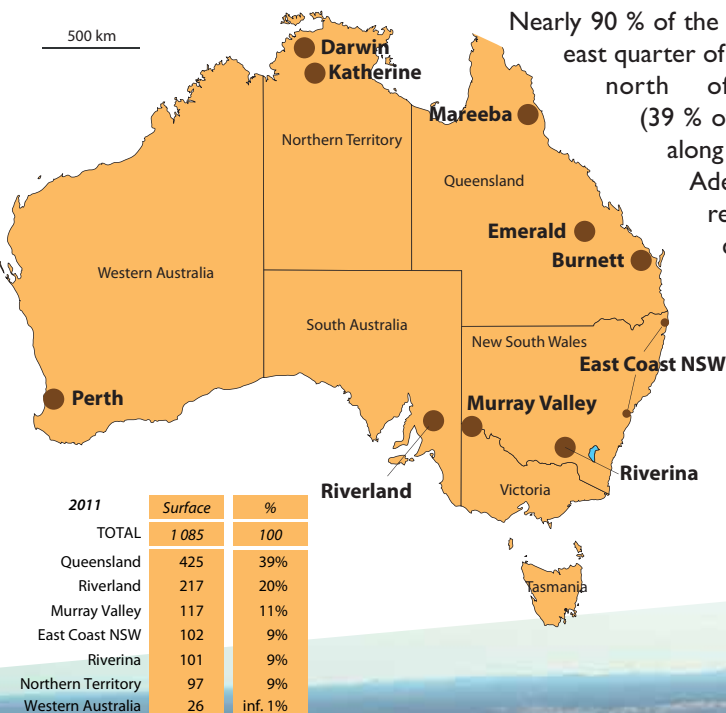 Nearly 90 % of the
east quarter of
north of
(39 % o
along
Ade
re
500 km
Darwin
Katherine
Mareeba
Northern Territory
Queensland
Emerald
Burnett
Western Australia
South Australia
New South Wales
East Coast NSW
Perth
Murray Valley
Riverina
Riverland
Victoria
Tasmania
2011 Surface %
TOTAL 1 085 100
Queensland 425 39%
Riverland 217 20%
Murray Valley 117 11%
East Coast NSW 102 9%
Riverina 101 9%
Northern Territory 97 9%
Western Australia 26 inf. 1%